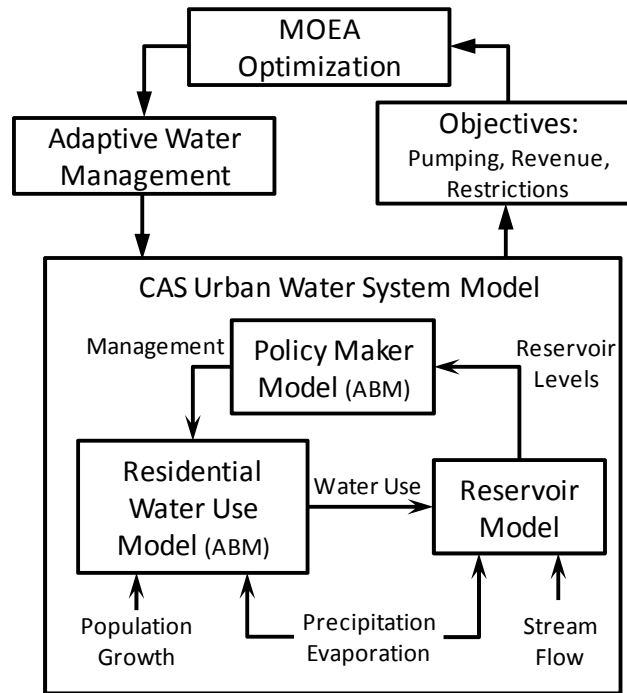 MOEA
Optimization
Adaptive Water
Management
Objectives:
Pumping, Revenue,
Restrictions
CAS Urban Water System Model
Management
Policy Maker
Model (ABM)
Reservoir
Levels
Residential
Water Use
Model (ABM)
Water Use
Reservoir
Model
Population
Growth
Precipitation
Evaporation
Stream
Flow